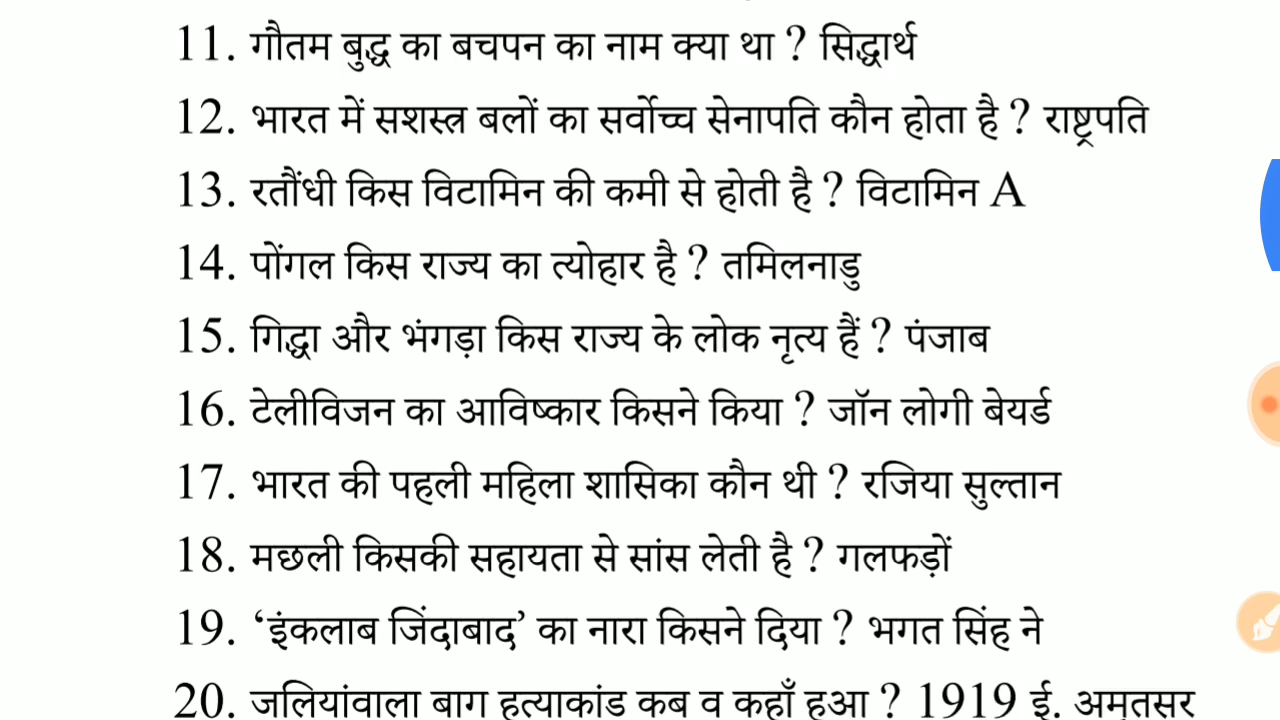 11. गौतम बुद्ध का बचपन का नाम क्या था ? सिद्धार्थ
12. भारत में सशस्त्र बलों का सर्वोच्च सेनापति कौन होता है ? राष्ट्रपति
13. रतौंधी किस विटामिन की कमी से होती है ? विटामिन A
14. पोंगल किस राज्य का त्योहार है ? तमिलनाडु
15. गिद्धा और भंगड़ा किस राज्य के लोक नृत्य हैं ? पंजाब
16. टेलीविजन का आविष्कार किसने किया ? जॉन लोगी बेयर्ड
17. भारत की पहली महिला शासिका कौन थी ? रजिया सुल्तान
18. मछली किसकी सहायता से सांस लेती है ? गलफड़ों
19. ‘इंकलाब जिंदाबाद’ का नारा किसने दिया ? भगत सिंह ने
20. जलियांवाला बाग हत्याकांड कब व कहाँ हुआ ? 1919 ई. अमृतसर